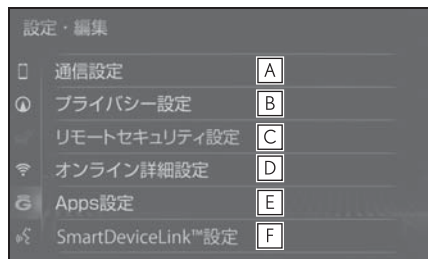 設定・編集
通信設定 A
プライバシー設定 B
リモートセキュリティ設定 C
オンライン詳細設定 D
Apps設定 E
SmartDeviceLink™設定 F